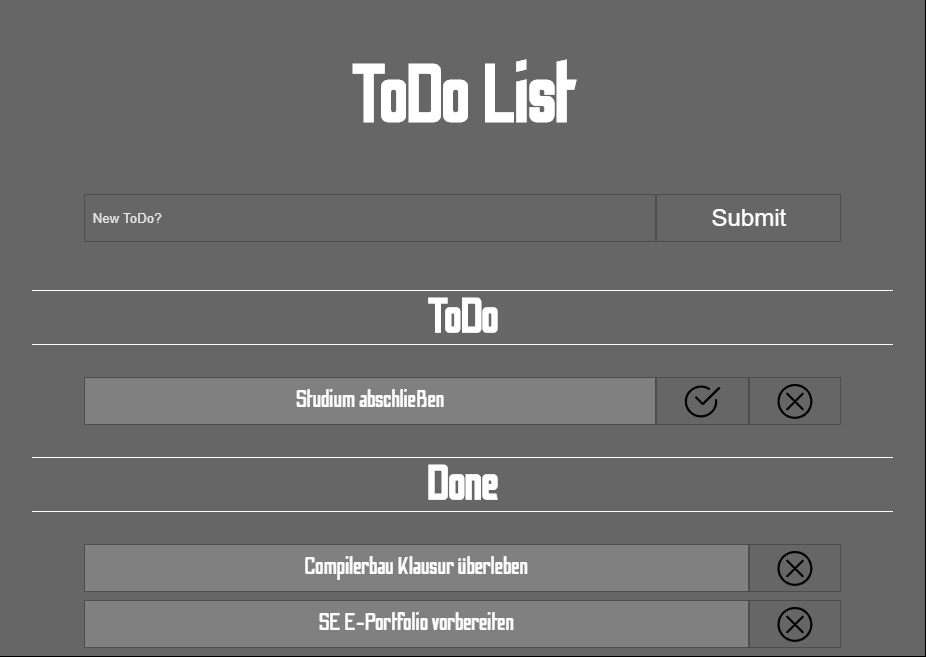 ToDo List
New ToDo?
Submit
ToDo
Studium abschließen
Done
Compilerbau Klausur überleben
SE E-Portfolio vorbereiten